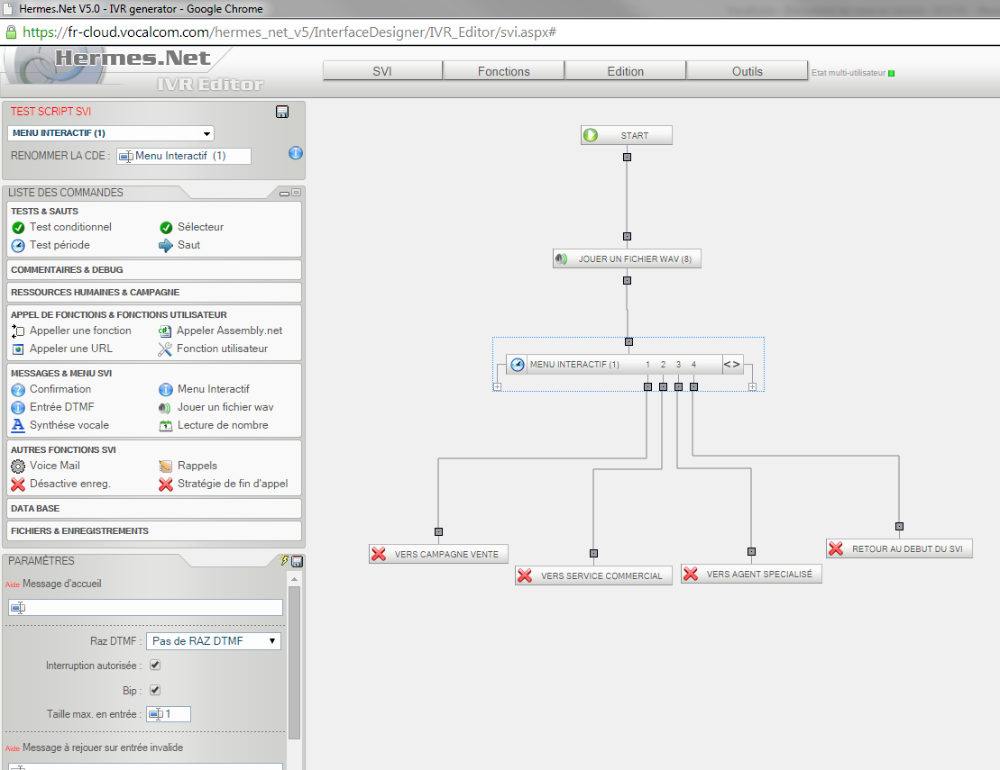 Hermes.Net V5.0 - IVR generator - Google Chrome
https://fr-cloud.vocalcom.com/hermes_net_v5/InterfaceDesigner/IVR_Editor/svi.aspx#
Hermes.Net
IVR Editor
SVI Fonctions Edition Outils Etat multi-utilisateur
TEST SCRIPT SVI
MENU INTERACTIF (1)
RENOMMER LA CDE : Menu Interactif (1)
LISTE DES COMMANDES
TESTS & SAUTS
Test conditionnel Sélecteur
Test période Saut
COMMENTAIRES & DEBUG
RESSOURCES HUMAINES & CAMPAGNE
APPEL DE FONCTIONS & FONCTIONS UTILISATEUR
Appeller une fonction Appeler Assembly.net
Appeler une URL Fonction utilisateur
MESSAGES & MENU SVI
Confirmation Menu Interactif
Entrée DTMF Jouer un fichier wav
Synthése vocale Lecture de nombre
AUTRES FONCTIONS SVI
Voice Mail Rappels
Désactive enreg. Stratégie de fin d'appel
DATA BASE
FICHIERS & ENREGISTREMENTS
PARAMÈTRES
Aide Message d'accueil
Raz DTMF : Pas de RAZ DTMF
Interruption autorisée :
Bip :
Taille max. en entrée : 1
Aide Message à rejouer sur entrée invalide
START
JOUER UN FICHIER WAV (8)
MENU INTERACTIF (1) 1 2 3 4 <>
VERS CAMPAGNE VENTE
VERS SERVICE COMMERCIAL
VERS AGENT SPECIALISÉ
RETOUR AU DEBUT DU SVI